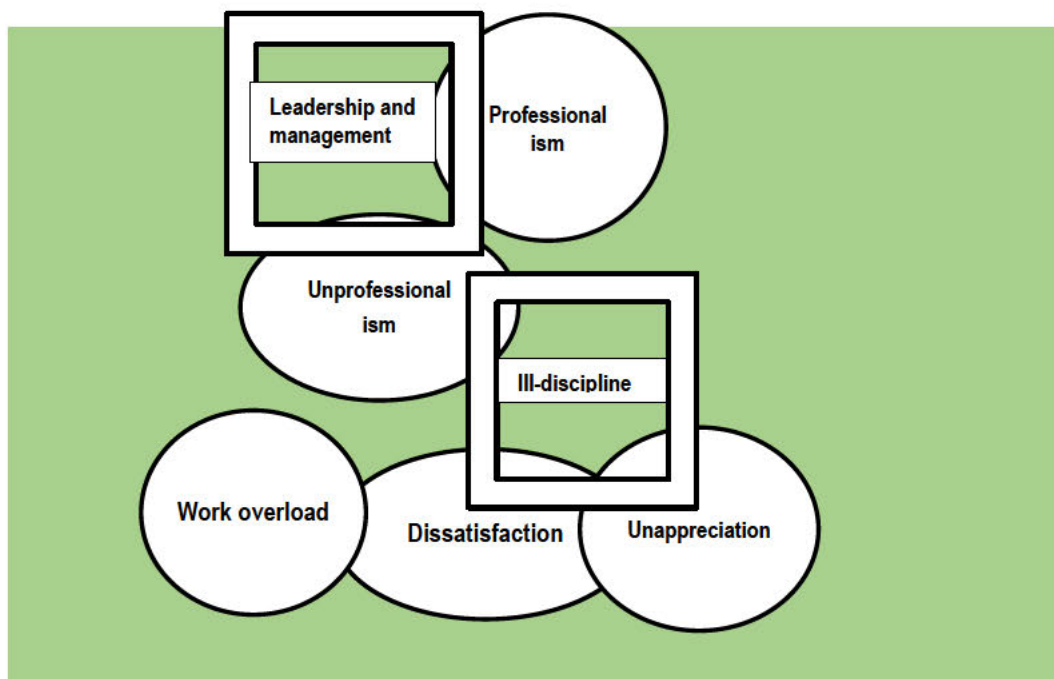 Leadership and
management
Professional
ism
Unprofessional
ism
Ill-discipline
Work overload
Dissatisfaction
Unappreciation